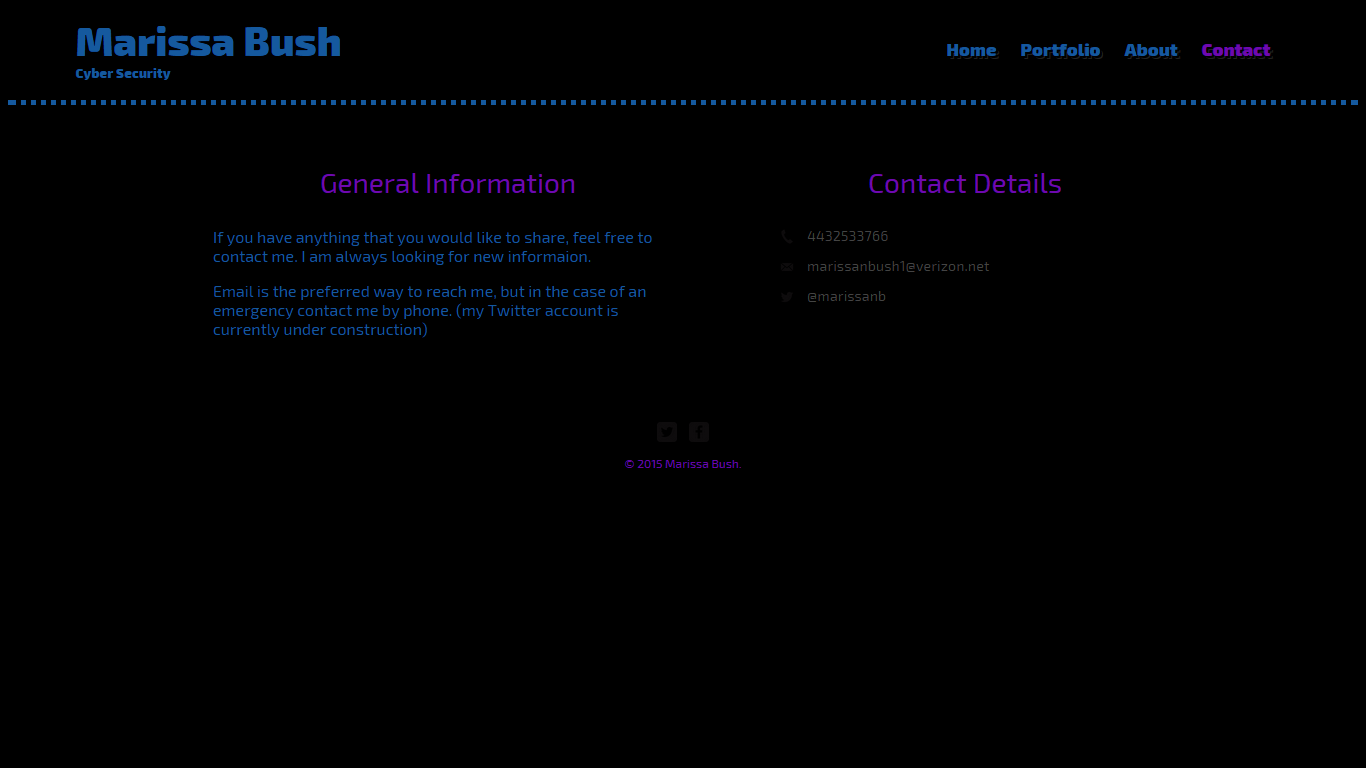 Marissa Bush
Cyber Security
Home Portfolio About Contact
General Information
If you have anything that you would like to share, feel free to
contact me. I am always looking for new informaion.
Email is the preferred way to reach me, but in the case of an
emergency contact me by phone. (my Twitter account is
currently under construction)
Contact Details
4432533766
marissanbush1@verizon.net
@marissanb
© 2015 Marissa Bush.